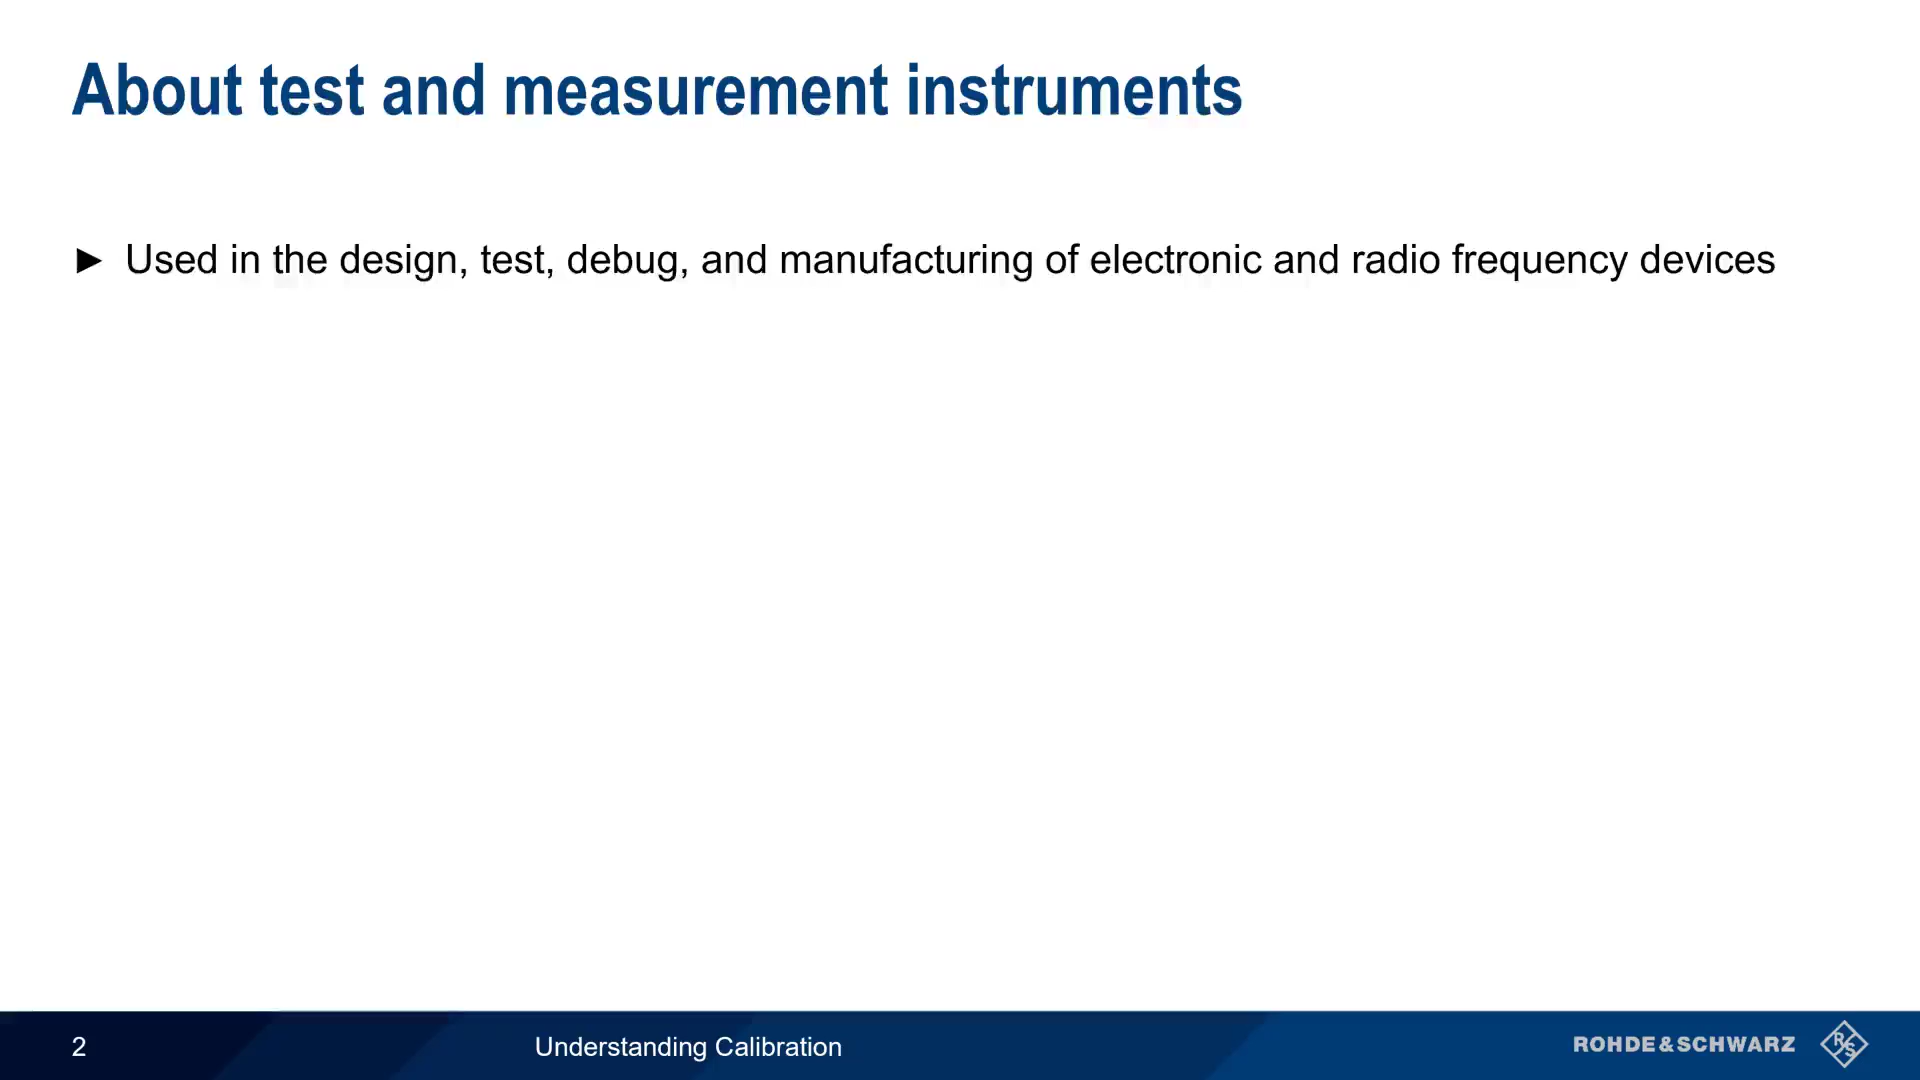 About test and measurement instruments
► Used in the design, test, debug, and manufacturing of electronic and radio frequency devices
2
Understanding Calibration
ROHDE&SCHWARZ
R S